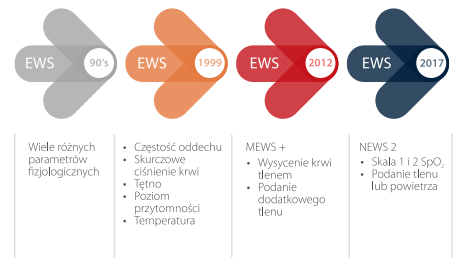 EWS 90's
EWS 1999
EWS 2012
EWS 2017
Wiele różnych
parametrów
fizjologicznych
• Częstość oddechu
• Skurczowe
ciśnienie krwi
• Tętno
• Poziom
przytomności
• Temperatura
MEWS +
• Wysycenie krwi
tlenem
• Podanie
dodatkowego
tlenu
NEWS 2
• Skala 1 i 2 SpO₂
• Podanie tlenu
lub powietrza